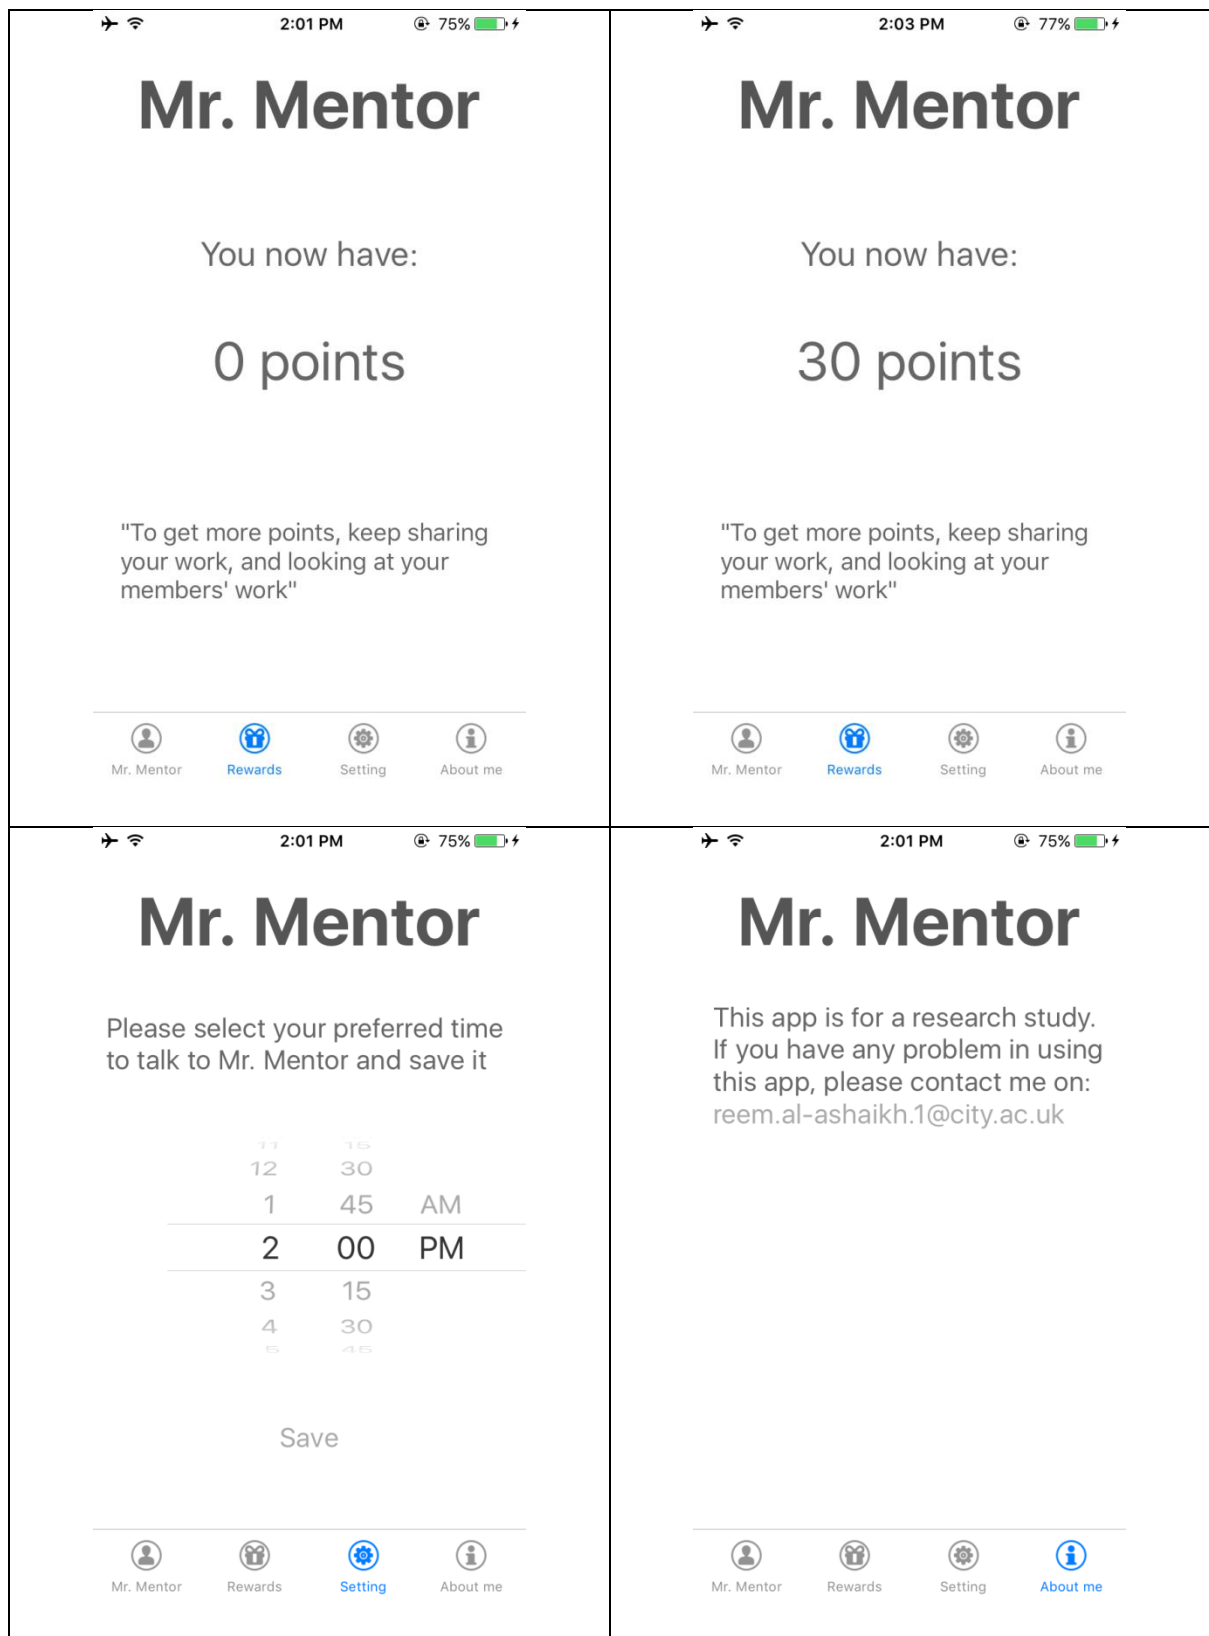 2:01 PM 75%
Mr. Mentor
You now have:
0 points
"To get more points, keep sharing
your work, and looking at your
members' work"
Mr. Mentor Rewards Setting About me
2:03 PM 77%
Mr. Mentor
You now have:
30 points
"To get more points, keep sharing
your work, and looking at your
members' work"
Mr. Mentor Rewards Setting About me
2:01 PM 75%
Mr. Mentor
Please select your preferred time
to talk to Mr. Mentor and save it
11 15
12 30
1 45 AM
2 00 PM
3 15
4 30
5 45
Save
Mr. Mentor Rewards Setting About me
2:01 PM 75%
Mr. Mentor
This app is for a research study.
If you have any problem in using
this app, please contact me on:
reem.al-ashaikh.1@city.ac.uk
Mr. Mentor Rewards Setting About me